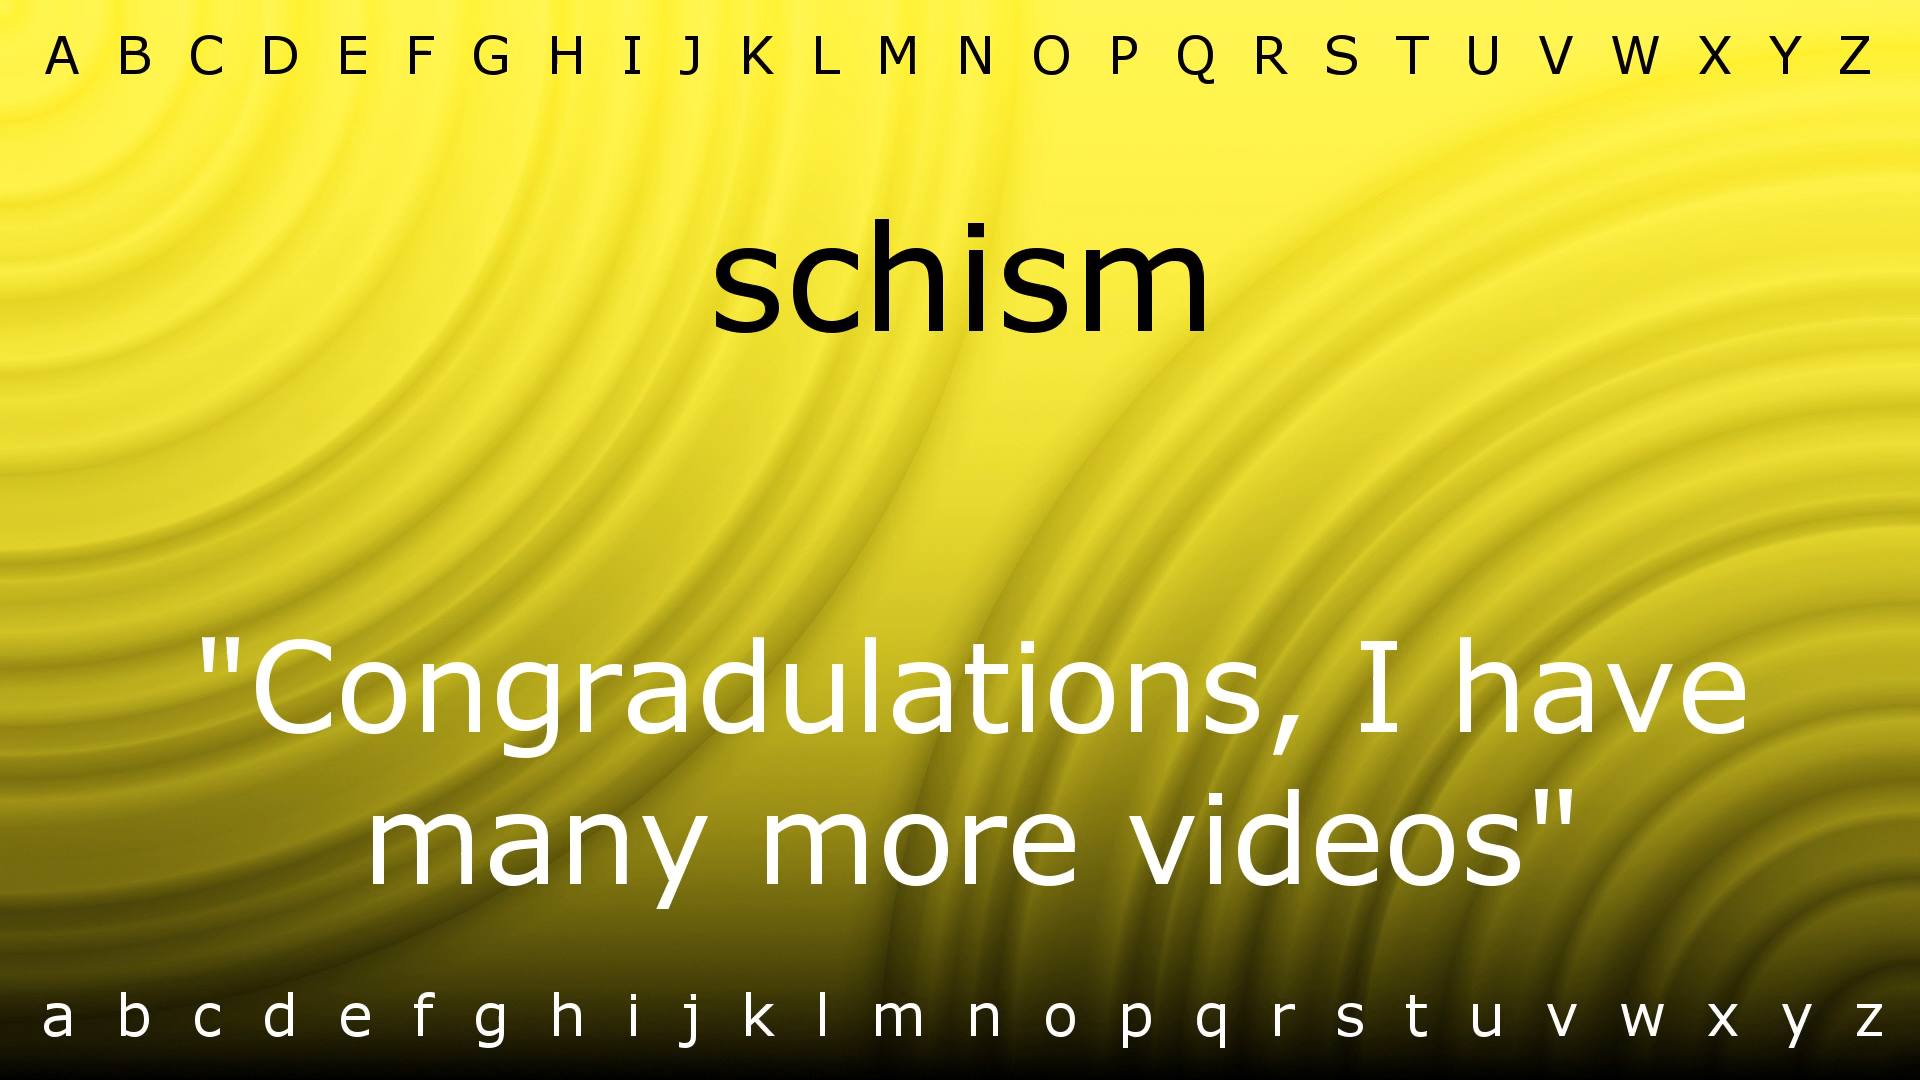 A B C D E F G H I J K L M N O P Q R S T U V W X Y Z
schism
"Congradulations, I have
many more videos"
a b c d e f g h i j k l m n o p q r s t u v w x y z